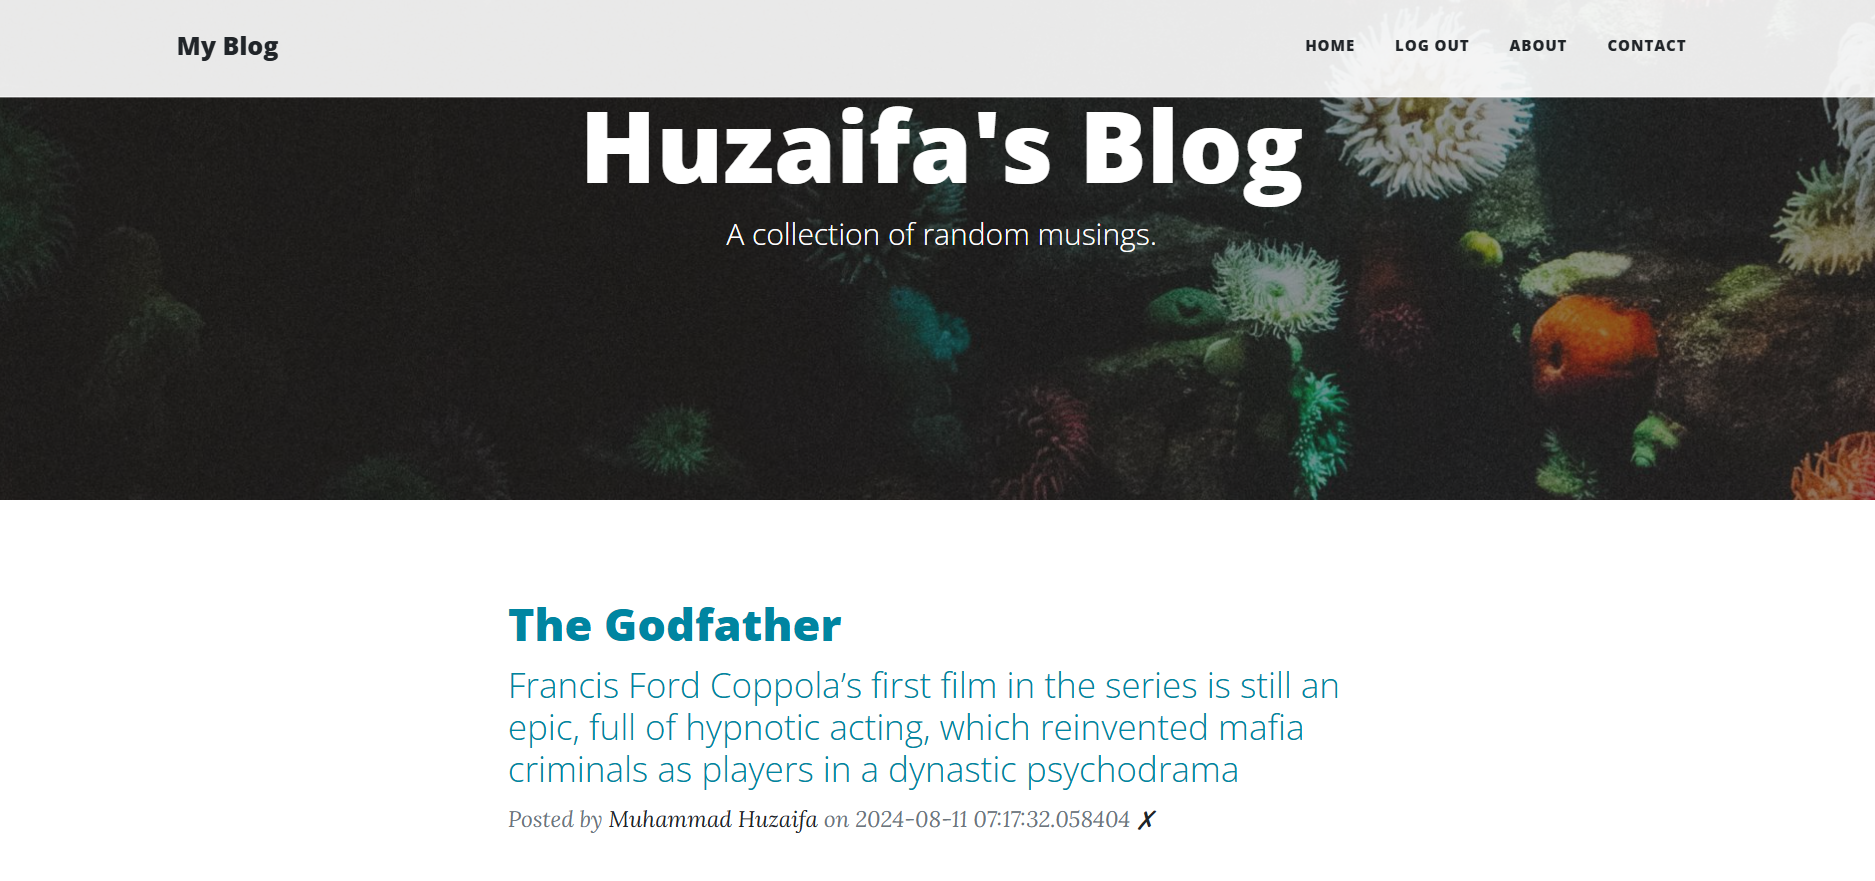 My Blog
HOME LOG OUT ABOUT CONTACT
Huzaifa's Blog
A collection of random musings.
The Godfather
Francis Ford Coppola’s first film in the series is still an
epic, full of hypnotic acting, which reinvented mafia
criminals as players in a dynastic psychodrama
Posted by Muhammad Huzaifa on 2024-08-11 07:17:32.058404 ✗